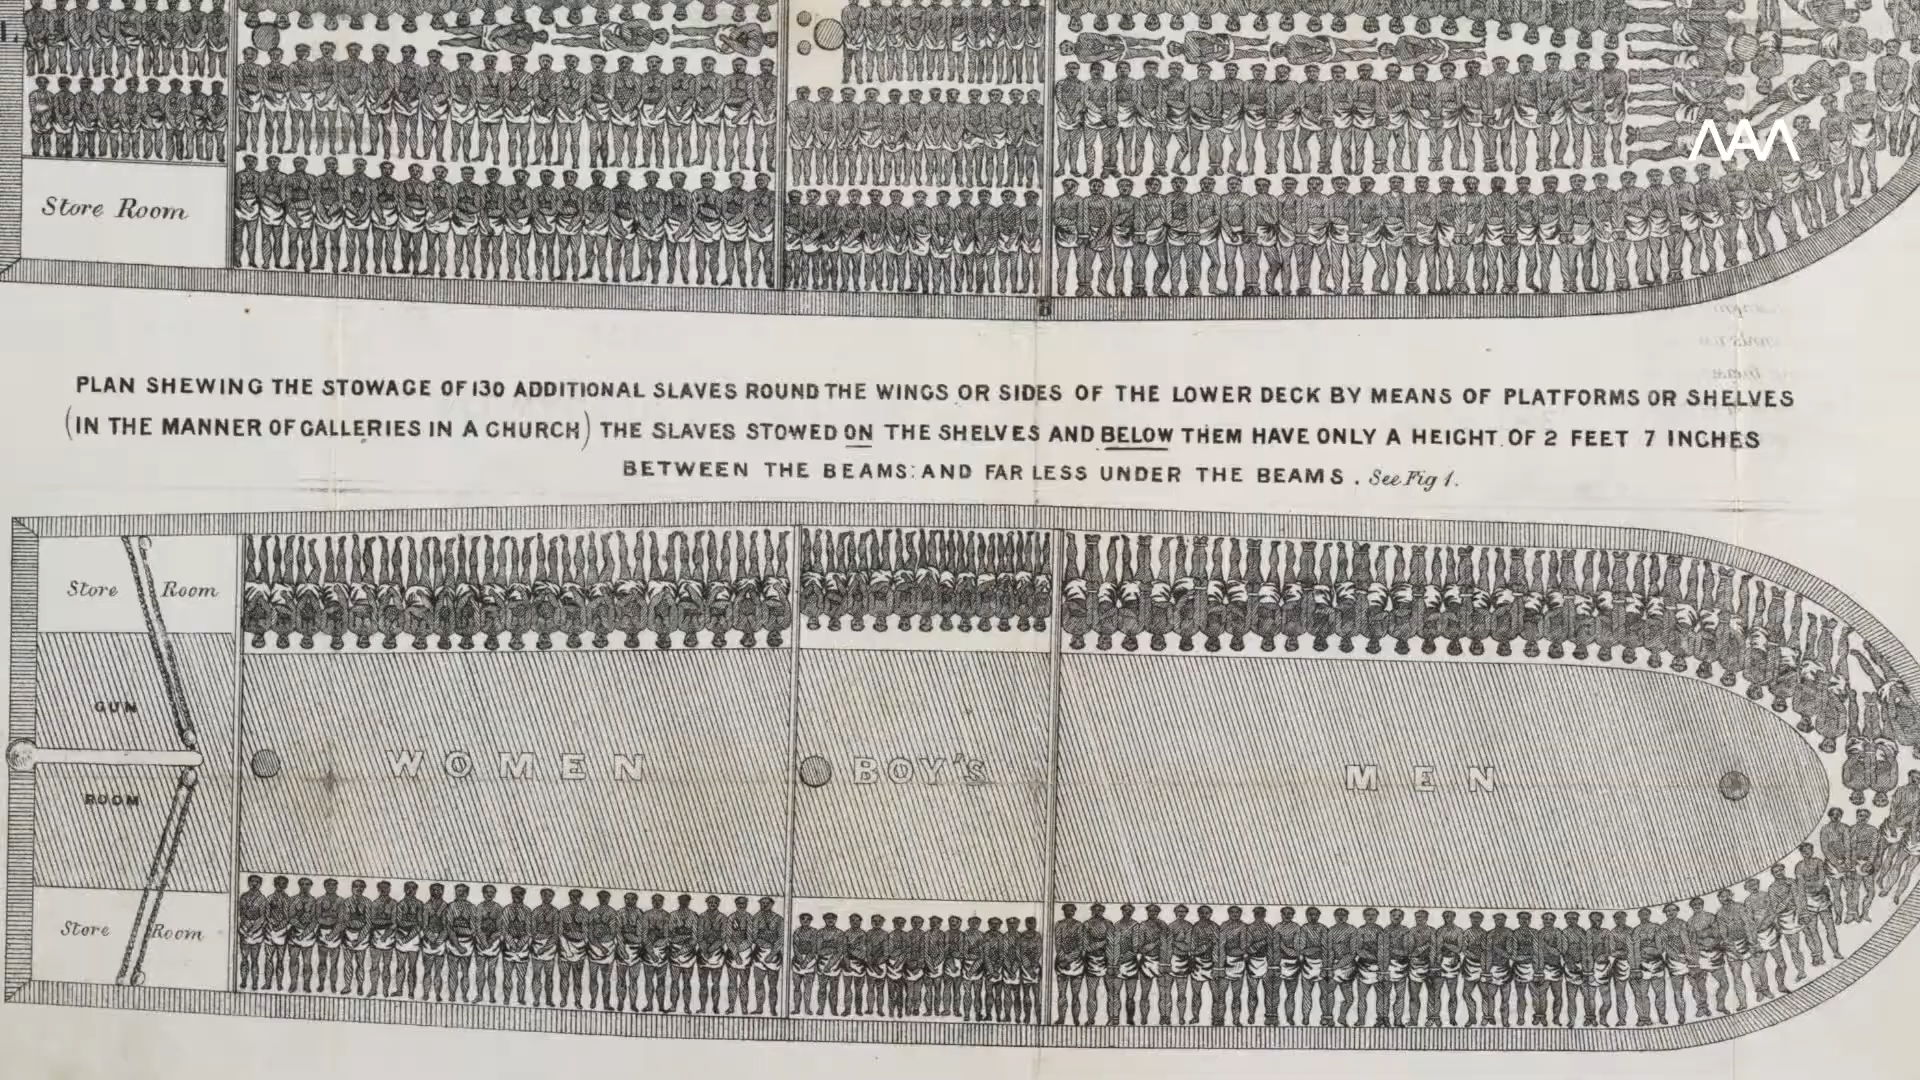 Store Room
PLAN SHEWING THE STOWAGE OF 130 ADDITIONAL SLAVES ROUND THE WINGS OR SIDES OF THE LOWER DECK BY MEANS OF PLATFORMS OR SHELVES
(IN THE MANNER OF GALLERIES IN A CHURCH) THE SLAVES STOWED ON THE SHELVES AND BELOW THEM HAVE ONLY A HEIGHT OF 2 FEET 7 INCHES
BETWEEN THE BEAMS: AND FAR LESS UNDER THE BEAMS. See Fig 1.
Store Room
GUN
WOMEN BOY'S MEN
ROOM
Store Room